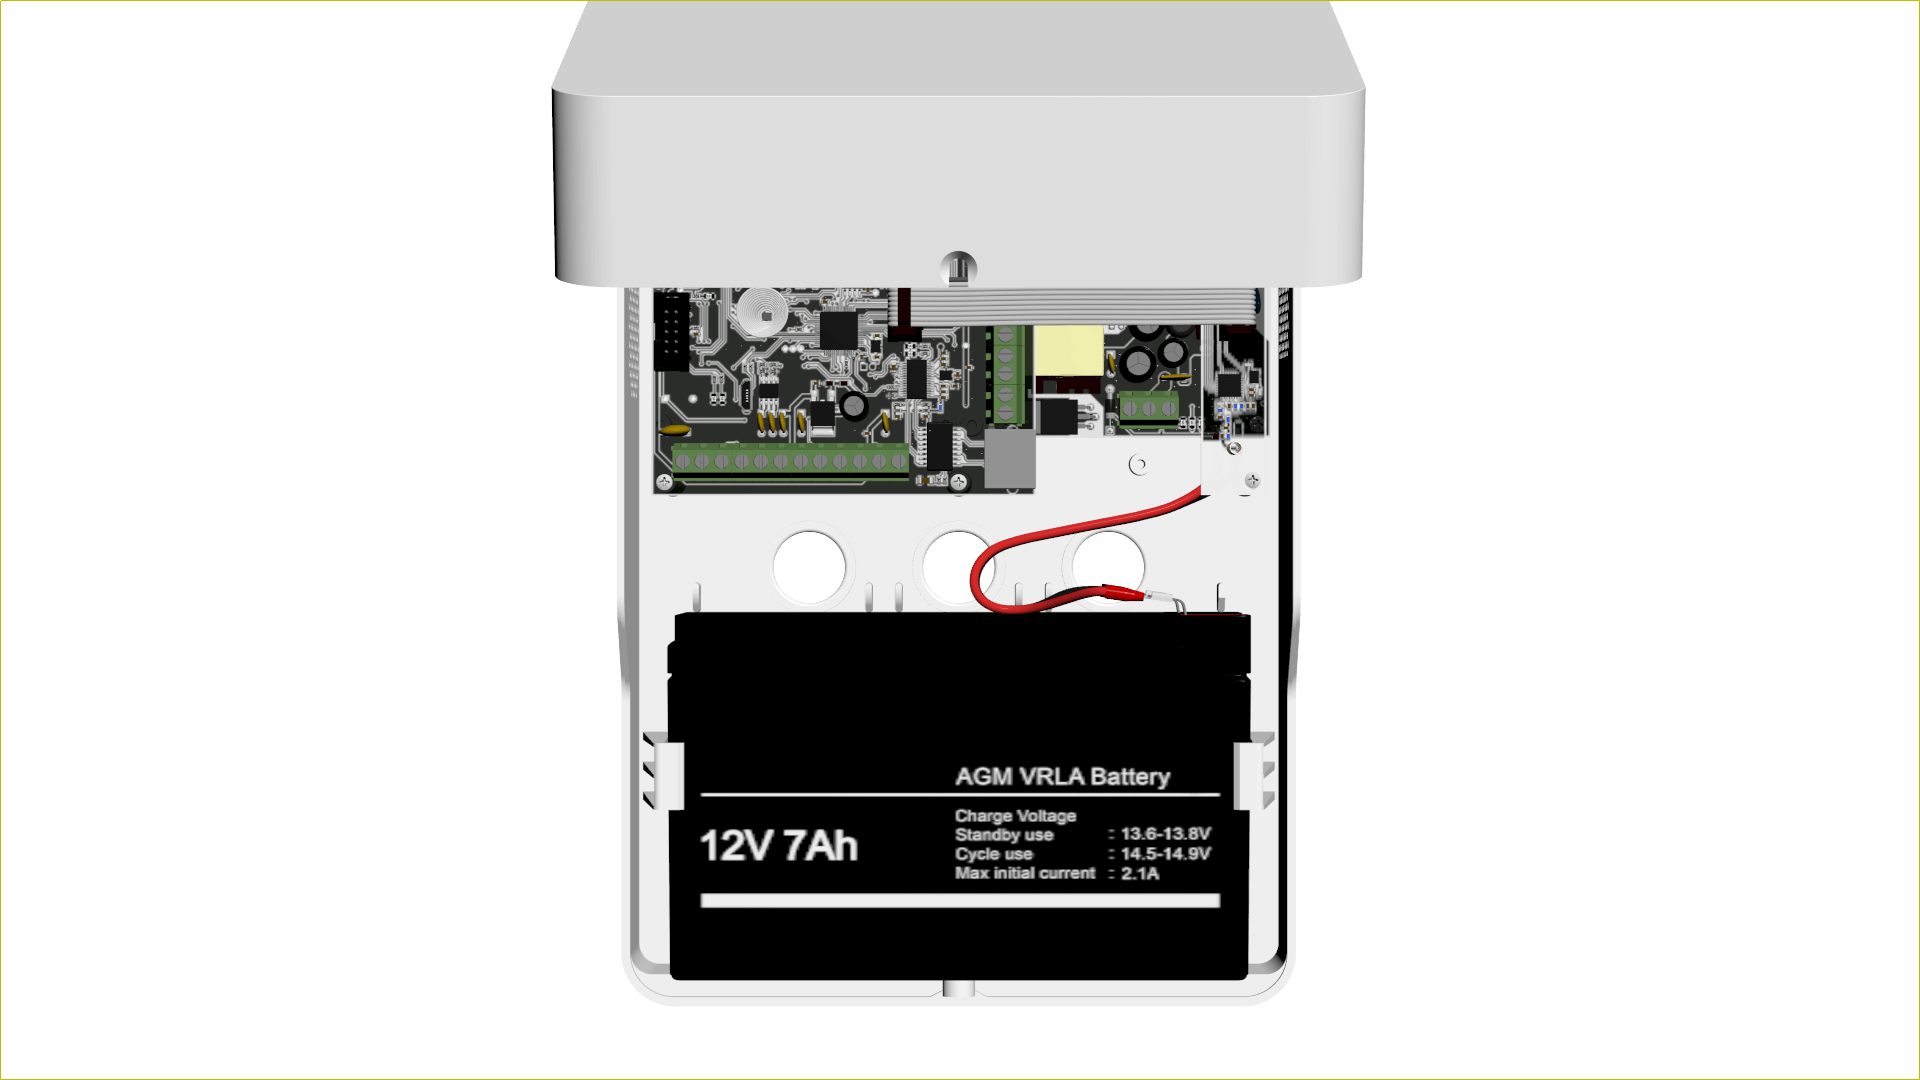 AGM VRLA Battery
12V 7Ah
Charge Voltage
Standby use : 13.6-13.8V
Cycle use : 14.5-14.9V
Max initial current : 2.1A